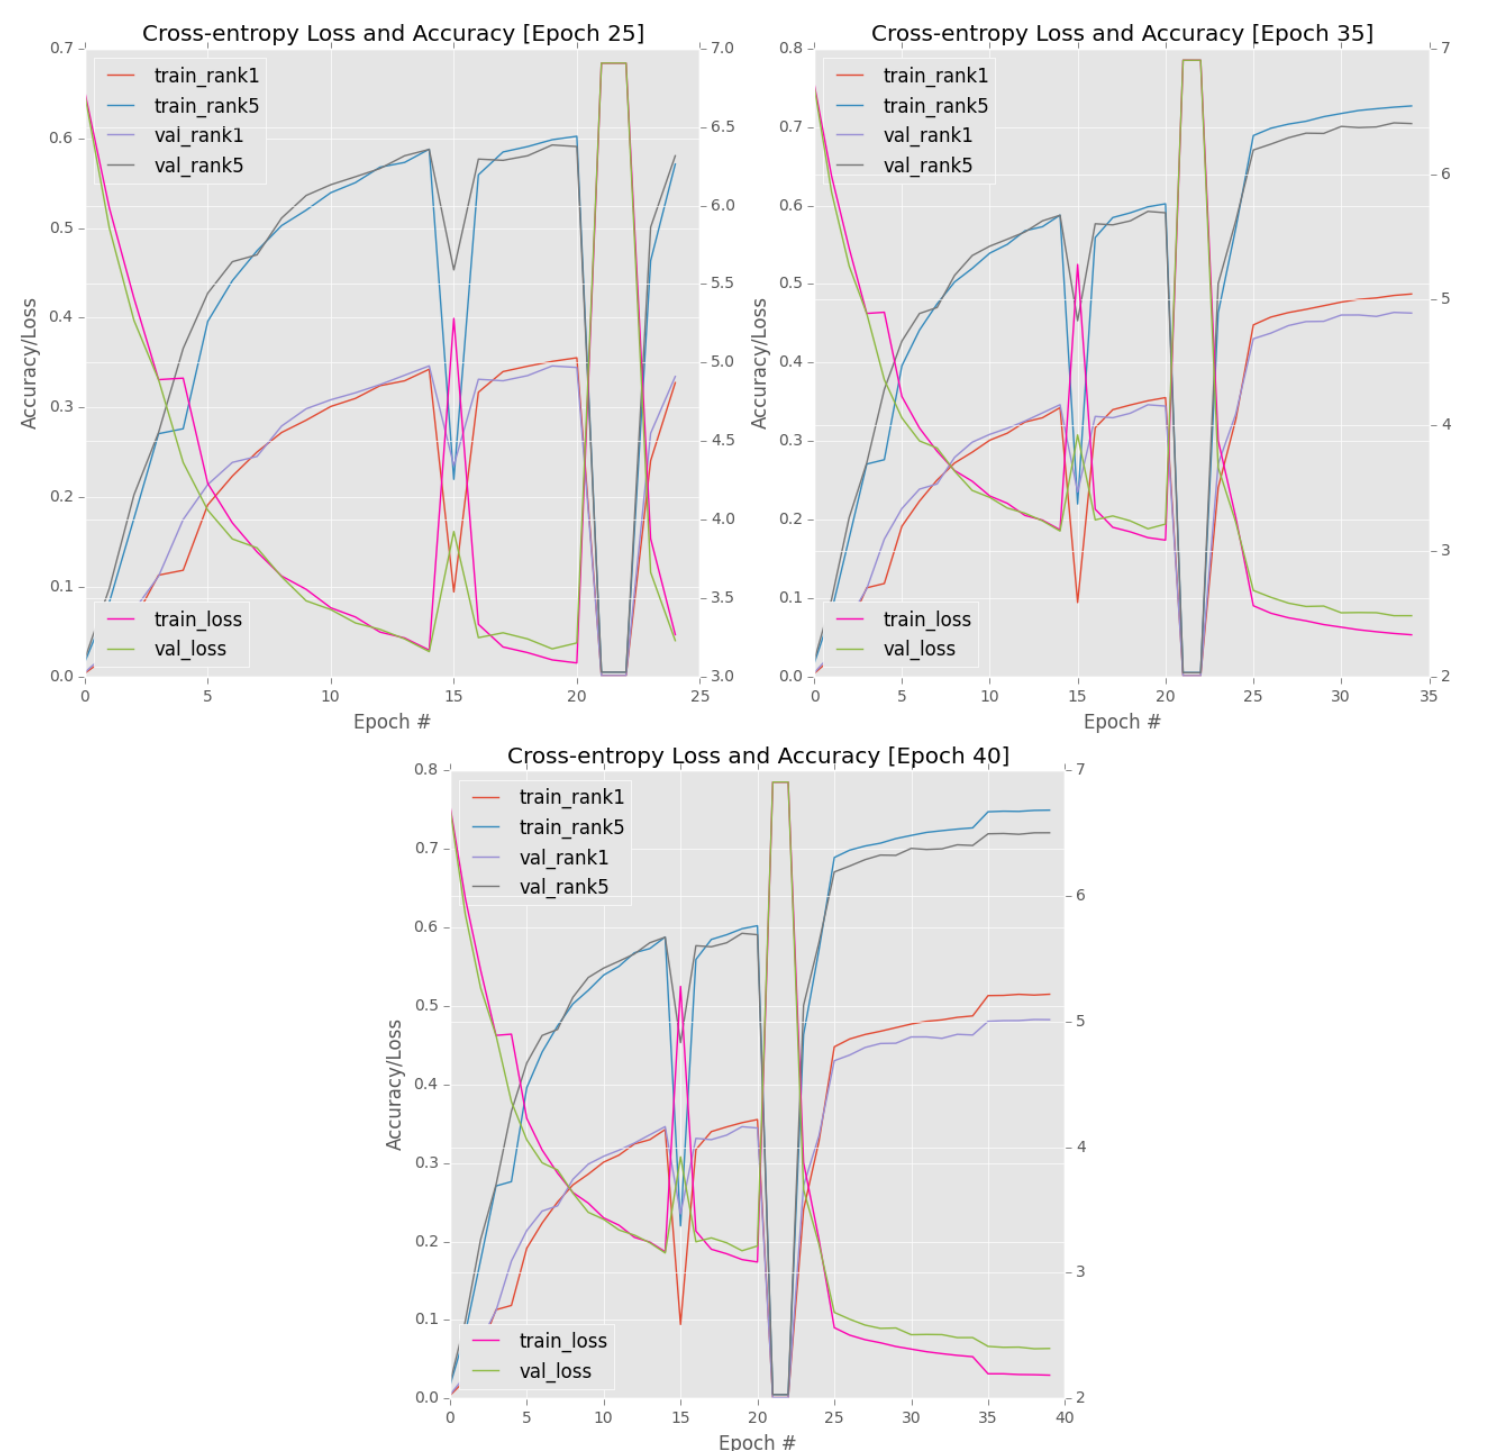 Cross-entropy Loss and Accuracy [Epoch 25]
0.7
0.6
0.5
0.4
0.3
0.2
0.1
0.0
Accuracy/Loss
train_rank1
train_rank5
val_rank1
val_rank5
train_loss
val_loss
7.0
6.5
6.0
5.5
5.0
4.5
4.0
3.5
3.0
0 5 10 15 20 25
Epoch #
Cross-entropy Loss and Accuracy [Epoch 35]
0.8
0.7
0.6
0.5
0.4
0.3
0.2
0.1
0.0
Accuracy/Loss
train_rank1
train_rank5
val_rank1
val_rank5
train_loss
val_loss
7
6
5
4
3
2
0 5 10 15 20 25 30 35
Epoch #
Cross-entropy Loss and Accuracy [Epoch 40]
0.8
0.7
0.6
0.5
0.4
0.3
0.2
0.1
0.0
Accuracy/Loss
train_rank1
train_rank5
val_rank1
val_rank5
train_loss
val_loss
7
6
5
4
3
2
0 5 10 15 20 25 30 35 40
Epoch #